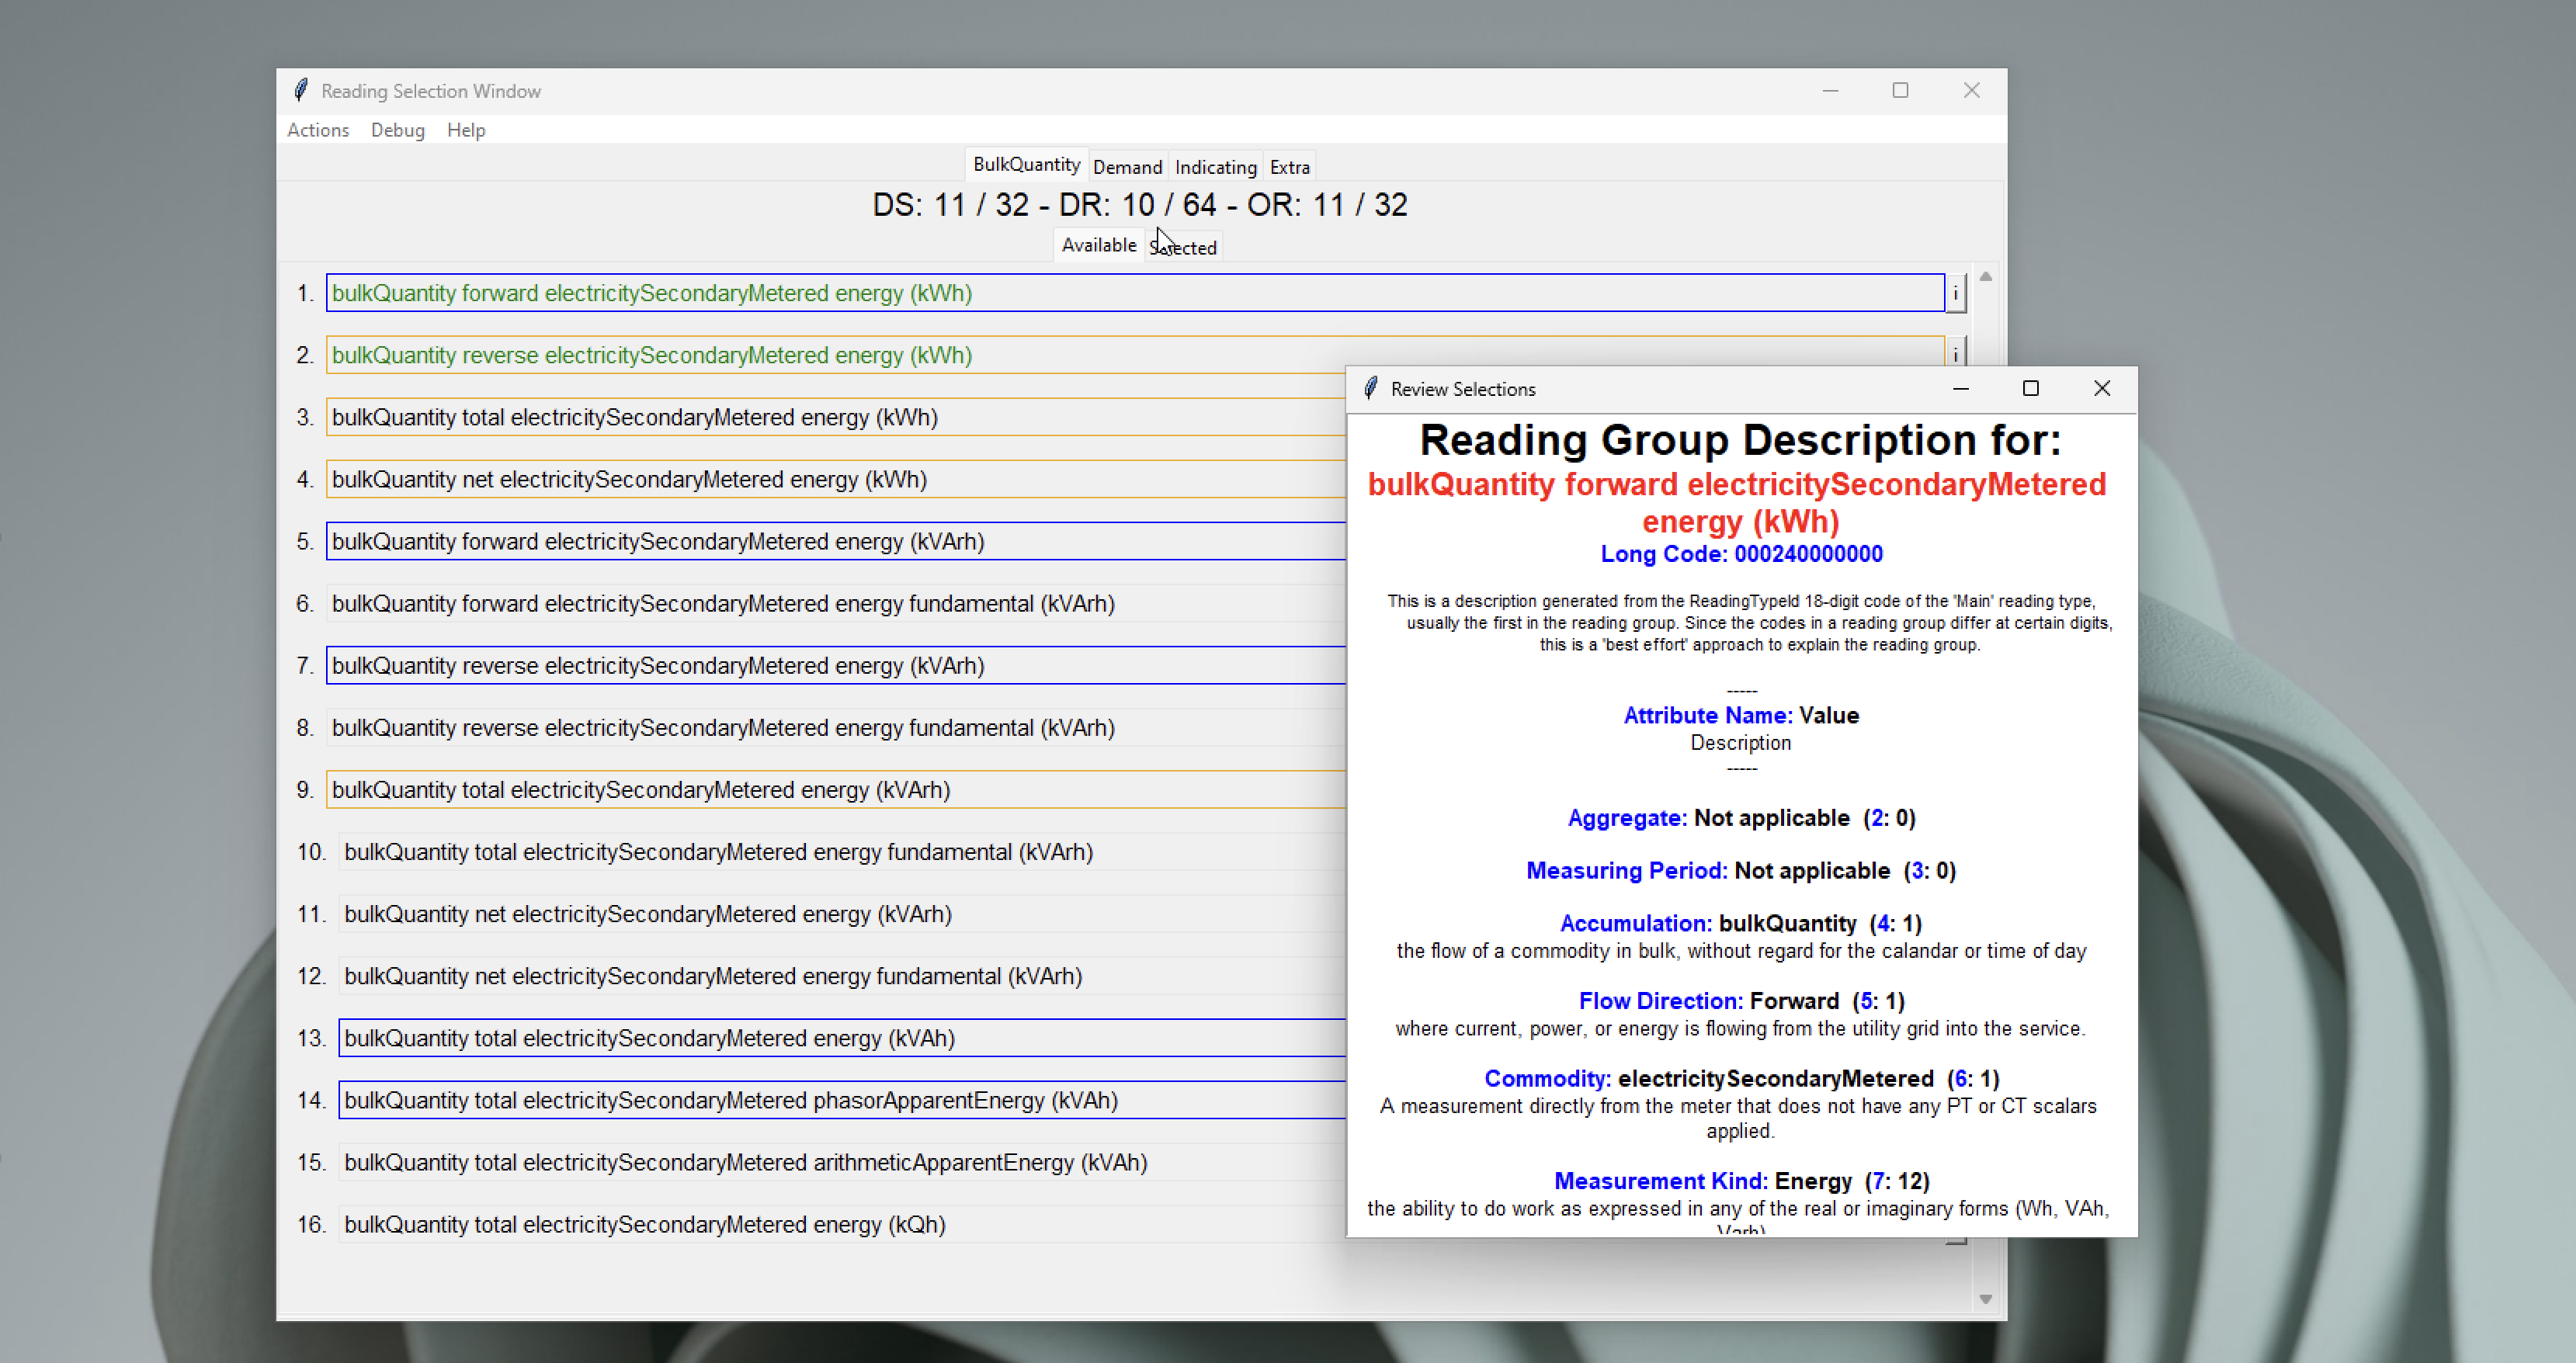 Reading Selection Window
Actions Debug Help
BulkQuantity Demand Indicating Extra
DS: 11 / 32 - DR: 10 / 64 - OR: 11 / 32
Available
1. bulkQuantity forward electricitySecondaryMetered energy (kWh) i
2. bulkQuantity reverse electricitySecondaryMetered energy (kWh) i
3. bulkQuantity total electricitySecondaryMetered energy (kWh)
4. bulkQuantity net electricitySecondaryMetered energy (kWh)
5. bulkQuantity forward electricitySecondaryMetered energy (kVArh)
6. bulkQuantity forward electricitySecondaryMetered energy fundamental (kVArh)
7. bulkQuantity reverse electricitySecondaryMetered energy (kVArh)
8. bulkQuantity reverse electricitySecondaryMetered energy fundamental (kVArh)
9. bulkQuantity total electricitySecondaryMetered energy (kVArh)
10. bulkQuantity total electricitySecondaryMetered energy fundamental (kVArh)
11. bulkQuantity net electricitySecondaryMetered energy (kVArh)
12. bulkQuantity net electricitySecondaryMetered energy fundamental (kVArh)
13. bulkQuantity total electricitySecondaryMetered energy (kVAh)
14. bulkQuantity total electricitySecondaryMetered phasorApparentEnergy (kVAh)
15. bulkQuantity total electricitySecondaryMetered arithmeticApparentEnergy (kVAh)
16. bulkQuantity total electricitySecondaryMetered energy (kQh)
Review Selections
Reading Group Description for:
bulkQuantity forward electricitySecondaryMetered
energy (kWh)
Long Code: 000240000000
This is a description generated from the ReadingTypeId 18-digit code of the 'Main' reading type,
usually the first in the reading group. Since the codes in a reading group differ at certain digits,
this is a 'best effort' approach to explain the reading group.
-----
Attribute Name: Value
Description
-----
Aggregate: Not applicable (2: 0)
Measuring Period: Not applicable (3: 0)
Accumulation: bulkQuantity (4: 1)
the flow of a commodity in bulk, without regard for the calandar or time of day
Flow Direction: Forward (5: 1)
where current, power, or energy is flowing from the utility grid into the service.
Commodity: electricitySecondaryMetered (6: 1)
A measurement directly from the meter that does not have any PT or CT scalars
applied.
Measurement Kind: Energy (7: 12)
the ability to do work as expressed in any of the real or imaginary forms (Wh, VAh,